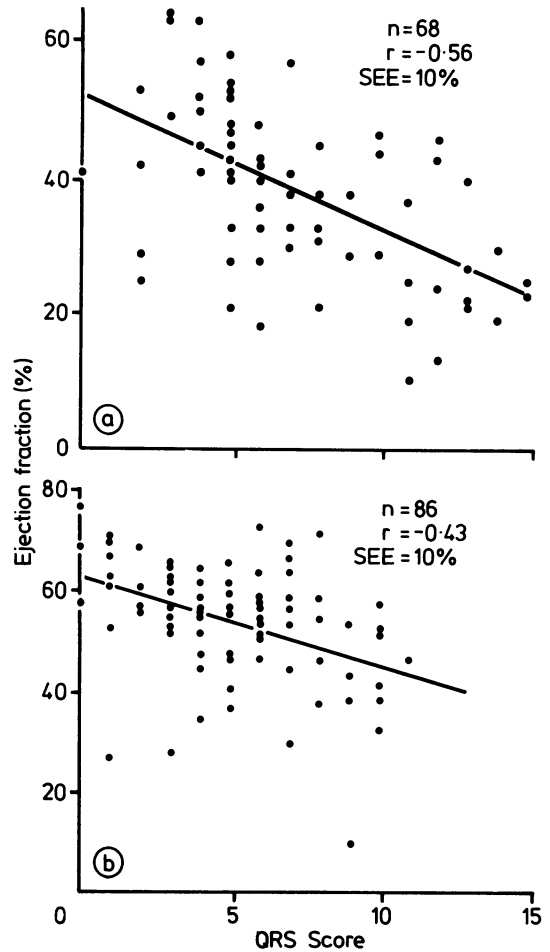 60
n=68
r=-0·56
SEE=10%
40
20
Ejection fraction (%)
a
0
80
n=86
r=-0·43
SEE=10%
60
40
20
b
0 5 10 15
QRS Score